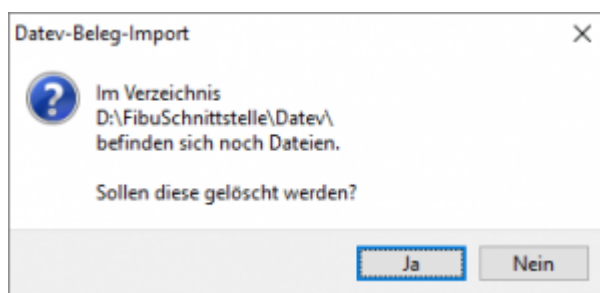 Datev-Beleg-Import
Im Verzeichnis
D:\FibuSchnittstelle\Datev\
befinden sich noch Dateien.
Sollen diese gelöscht werden?
Ja
Nein